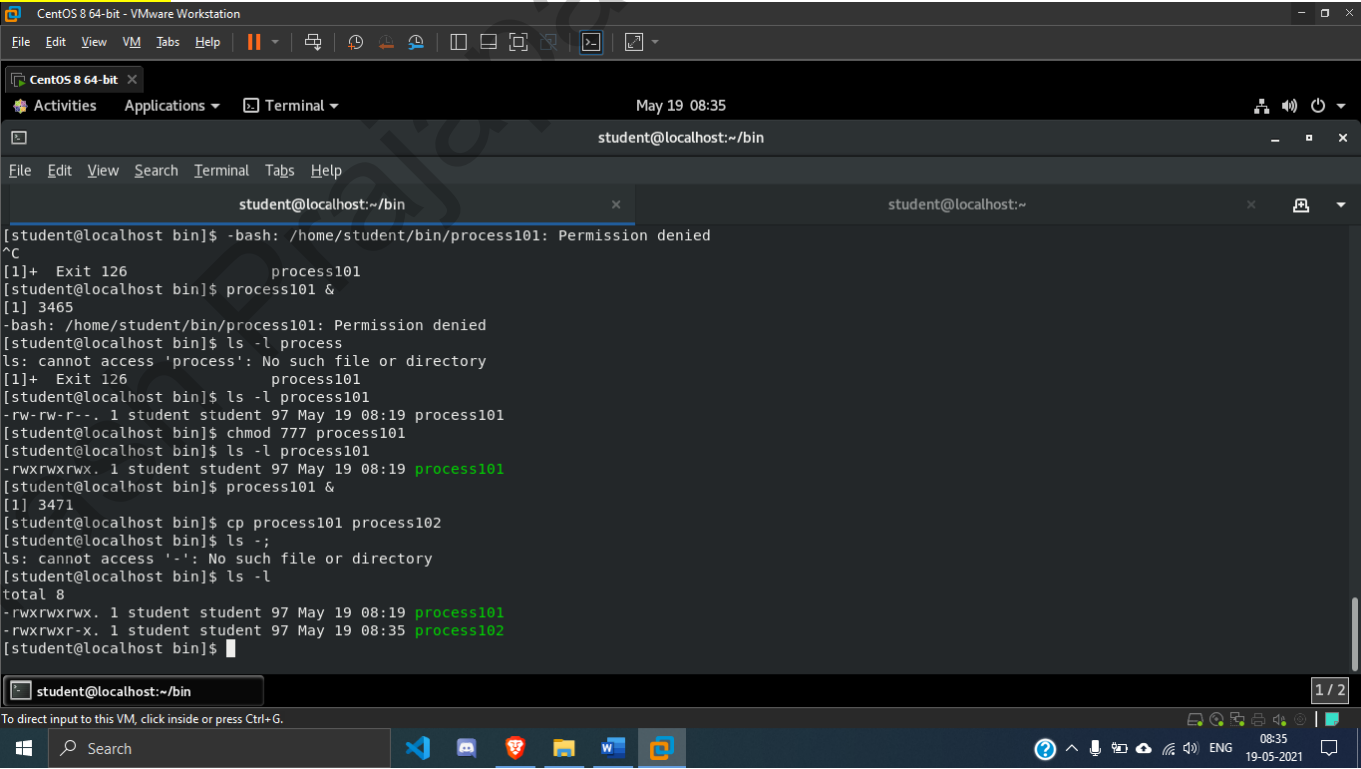 CentOS 8 64-bit - VMware Workstation
File Edit View VM Tabs Help
CentOS 8 64-bit
Activities Applications Terminal May 19 08:35
student@localhost:~/bin
File Edit View Search Terminal Tabs Help
student@localhost:~/bin student@localhost:~
[student@localhost bin]$ -bash: /home/student/bin/process101: Permission denied
^C
[1]+  Exit 126                process101
[student@localhost bin]$ process101 &
[1] 3465
-bash: /home/student/bin/process101: Permission denied
[student@localhost bin]$ ls -l process
ls: cannot access 'process': No such file or directory
[1]+  Exit 126                process101
[student@localhost bin]$ ls -l process101
-rw-rw-r--. 1 student student 97 May 19 08:19 process101
[student@localhost bin]$ chmod 777 process101
[student@localhost bin]$ ls -l process101
-rwxrwxrwx. 1 student student 97 May 19 08:19 process101
[student@localhost bin]$ process101 &
[1] 3471
[student@localhost bin]$ cp process101 process102
[student@localhost bin]$ ls -;
ls: cannot access '-': No such file or directory
[student@localhost bin]$ ls -l
total 8
-rwxrwxrwx. 1 student student 97 May 19 08:19 process101
-rwxrwxr-x. 1 student student 97 May 19 08:35 process102
[student@localhost bin]$
student@localhost:~/bin 1 / 2
To direct input to this VM, click inside or press Ctrl+G.
Search ENG 08:35
19-05-2021